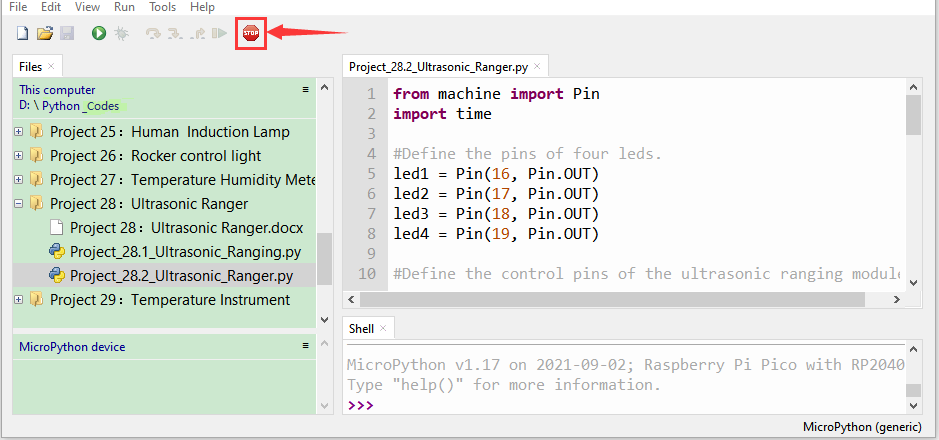 File Edit View Run Tools Help
STOP
Files
This computer
D: \ Python _Codes
Project 25：Human Induction Lamp
Project 26：Rocker control light
Project 27：Temperature Humidity Mete
Project 28：Ultrasonic Ranger
Project 28：Ultrasonic Ranger.docx
Project_28.1_Ultrasonic_Ranging.py
Project_28.2_Ultrasonic_Ranger.py
Project 29：Temperature Instrument
MicroPython device
Project_28.2_Ultrasonic_Ranger.py
1 from machine import Pin
2 import time
3
4 #Define the pins of four leds.
5 led1 = Pin(16, Pin.OUT)
6 led2 = Pin(17, Pin.OUT)
7 led3 = Pin(18, Pin.OUT)
8 led4 = Pin(19, Pin.OUT)
9
10 #Define the control pins of the ultrasonic ranging module
Shell
MicroPython v1.17 on 2021-09-02; Raspberry Pi Pico with RP2040
Type "help()" for more information.
>>>
MicroPython (generic)